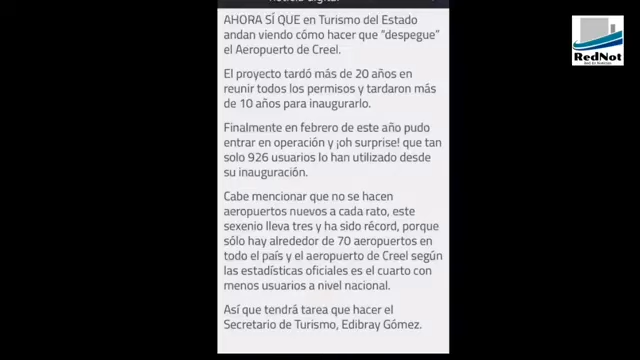 noticia digital
AHORA SÍ QUE en Turismo del Estado
andan viendo cómo hacer que "despegue"
el Aeropuerto de Creel.
El proyecto tardó más de 20 años en
reunir todos los permisos y tardaron más
de 10 años para inaugurarlo.
Finalmente en febrero de este año pudo
entrar en operación y ¡oh surprise! que tan
solo 926 usuarios lo han utilizado desde
su inauguración.
Cabe mencionar que no se hacen
aeropuertos nuevos a cada rato, este
sexenio lleva tres y ha sido récord, porque
sólo hay alrededor de 70 aeropuertos en
todo el país y el aeropuerto de Creel según
las estadísticas oficiales es el cuarto con
menos usuarios a nivel nacional.
Así que tendrá tarea que hacer el
Secretario de Turismo, Edibray Gómez.
RedNot